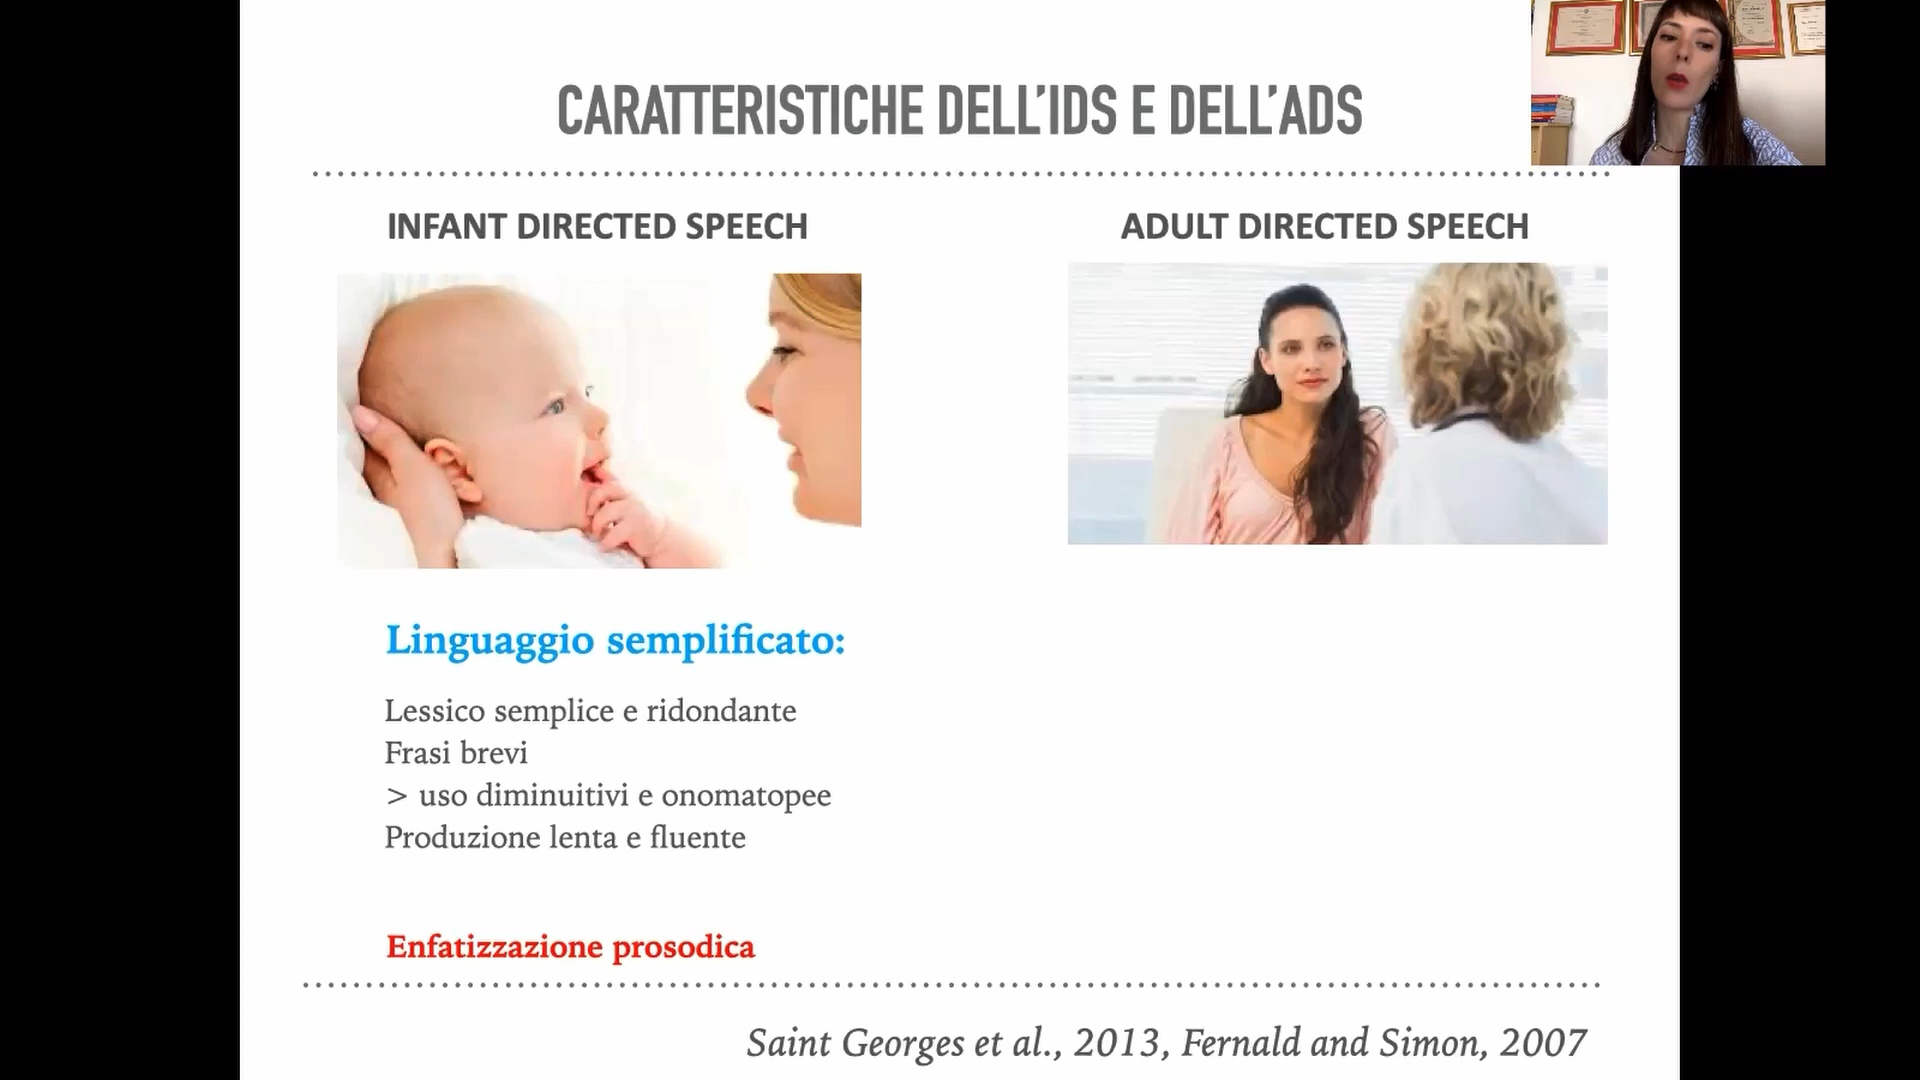 CARATTERISTICHE DELL'IDS E DELL'ADS
INFANT DIRECTED SPEECH
ADULT DIRECTED SPEECH
Linguaggio semplificato:
Lessico semplice e ridondante
Frasi brevi
> uso diminuitivi e onomatopee
Produzione lenta e fluente
Enfatizzazione prosodica
Saint Georges et al., 2013, Fernald and Simon, 2007